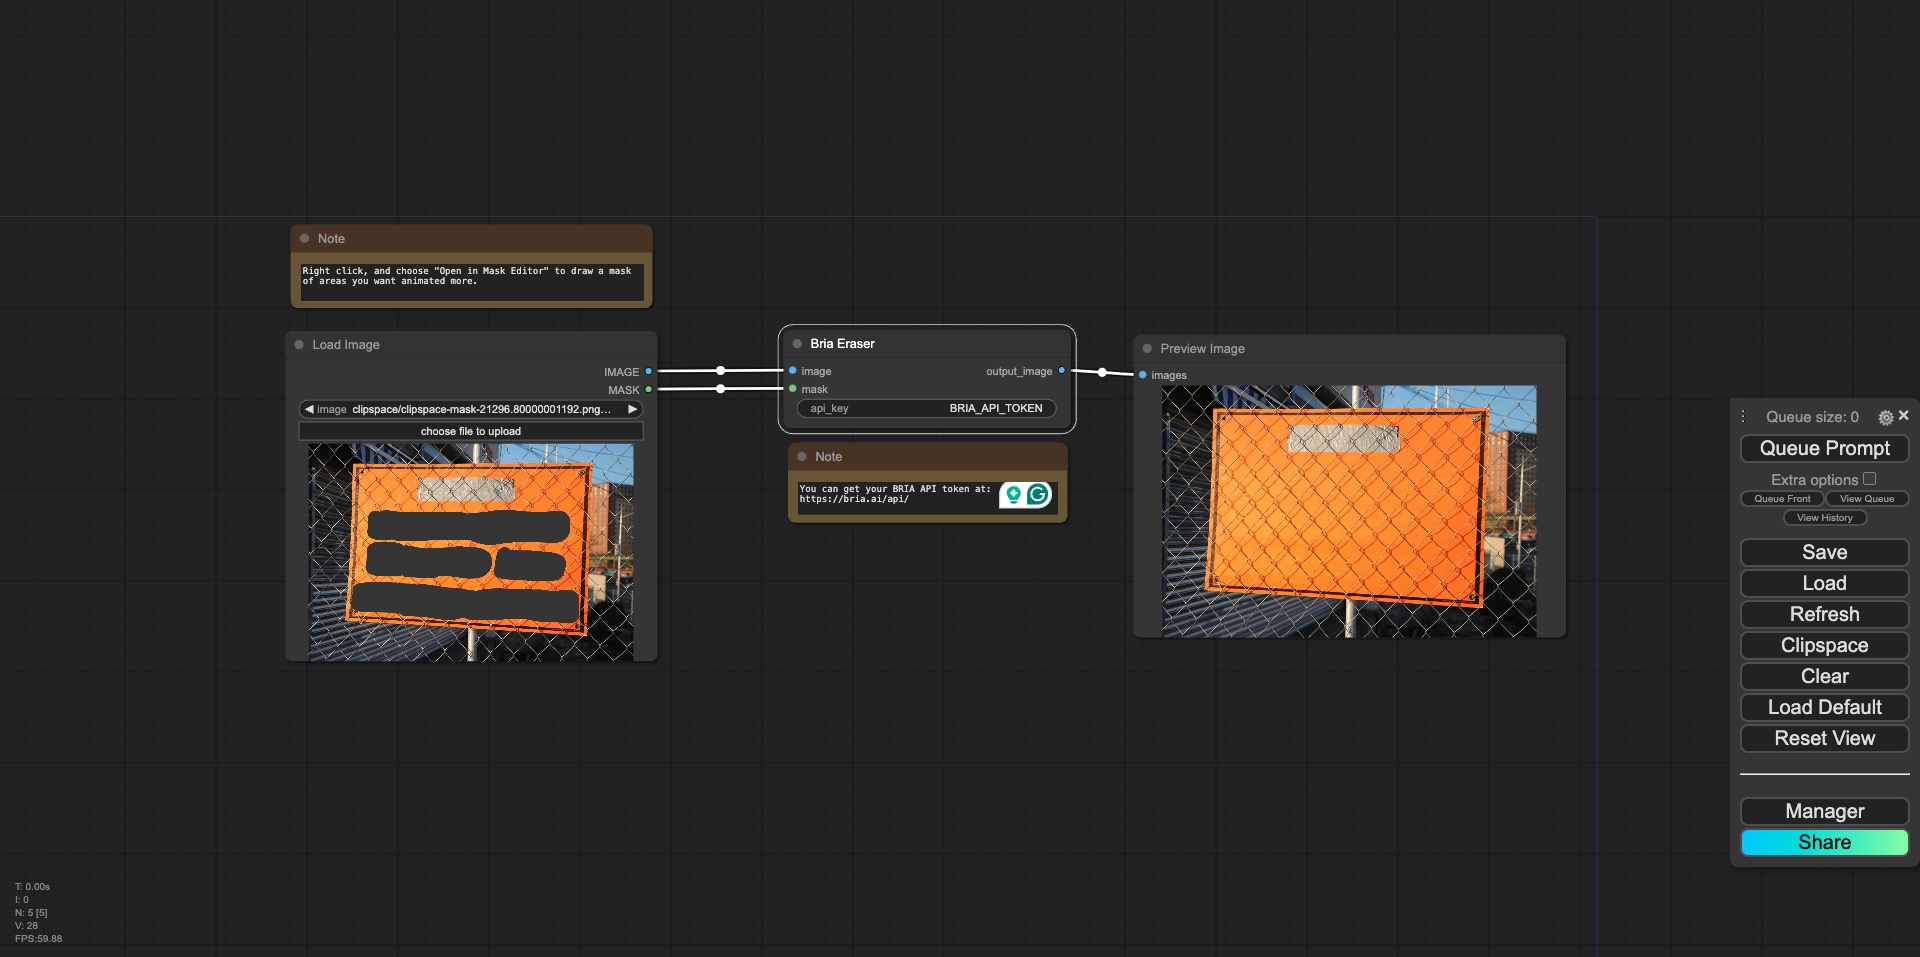 Note
Right click, and choose "Open in Mask Editor" to draw a mask
of areas you want animated more.
Load Image
IMAGE
MASK
image clipspace/clipspace-mask-21296.80000001192.png...
choose file to upload
Bria Eraser
image output_image
mask
api_key BRIA_API_TOKEN
Note
You can get your BRIA API token at:
https://bria.ai/api/
Preview Image
images
Queue size: 0
Queue Prompt
Extra options
Queue Front View Queue
View History
Save
Load
Refresh
Clipspace
Clear
Load Default
Reset View
Manager
Share
T: 0.00s
I: 0
N: 5 [5]
V: 28
FPS:59.88